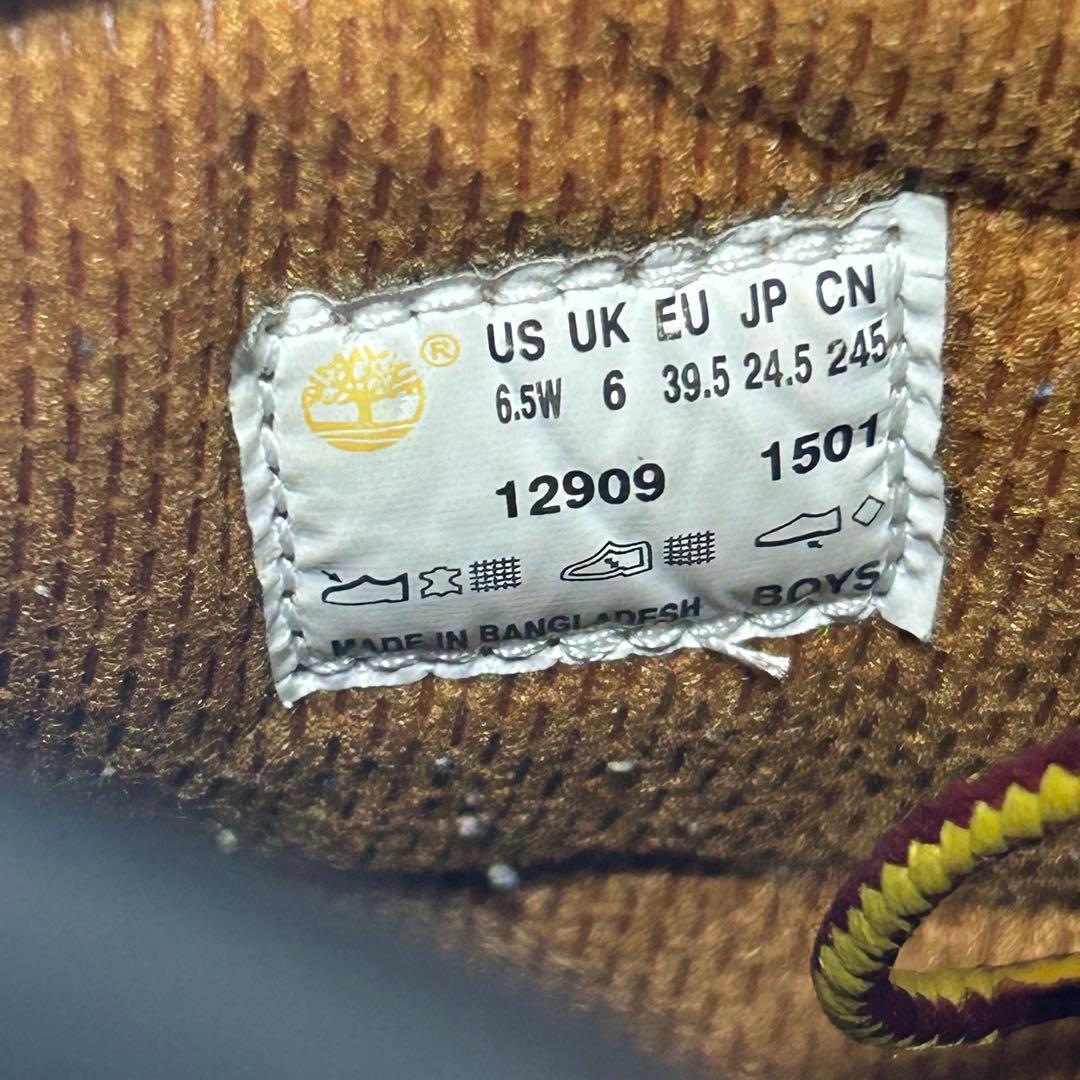 ®
US UK EU JP CN
6.5W 6 39.5 24.5 245
12909 1501
MADE IN BANGLADESH BOYS